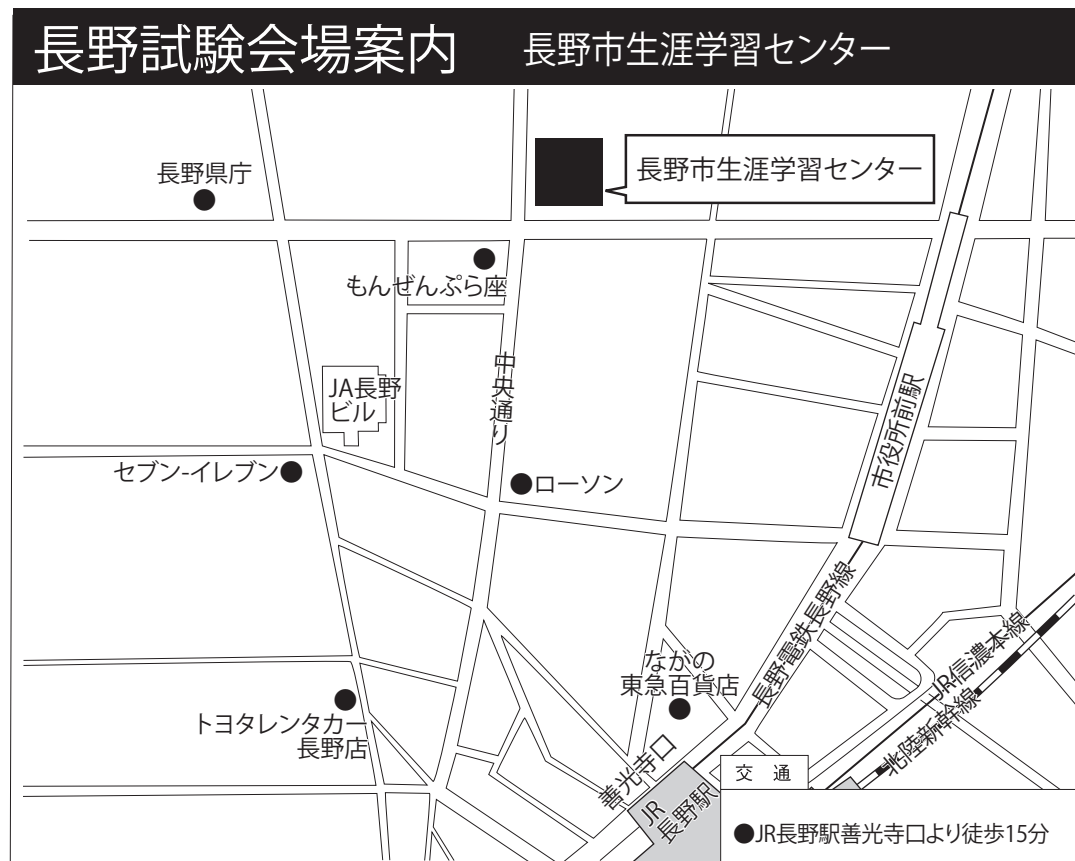 長野試験会場案内 長野市生涯学習センター
長野県庁
長野市生涯学習センター
もんぜんぷら座
JA長野
ビル
中央通り
セブン-イレブン
ローソン
市役所前駅
長野電鉄長野線
ながの
東急百貨店
トヨタレンタカー
長野店
善光寺口
JR
長野駅
JR信濃本線
北陸新幹線
交 通
●JR長野駅善光寺口より徒歩15分